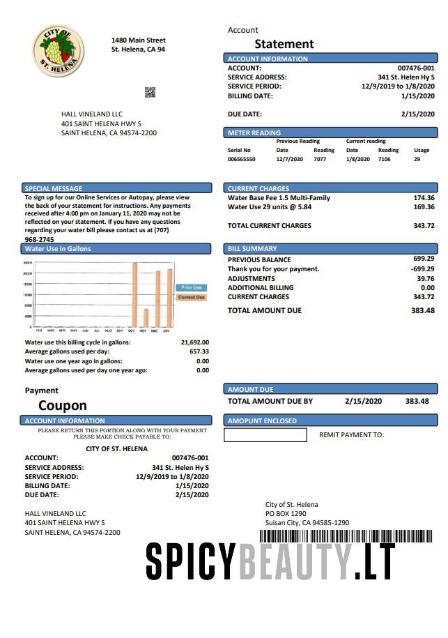 CITY OF
ST. HELENA
1480 Main Street
St. Helena, CA 94
Account
Statement
ACCOUNT INFORMATION
ACCOUNT: 007476-001
SERVICE ADDRESS: 341 St. Helen Hy S
SERVICE PERIOD: 12/9/2019 to 1/8/2020
BILLING DATE: 1/15/2020
DUE DATE: 2/15/2020
HALL VINELAND LLC
401 SAINT HELENA HWY S
SAINT HELENA, CA 94574-2200
METER READING
Previous Reading Current reading
Serial No Date Reading Date Reading Usage
006565550 12/7/2020 7077 1/8/2020 7106 29
SPECIAL MESSAGE
To sign up for our Online Services or Autopay, please view
the back of your statement for instructions. Any payments
received after 4:00 pm on January 11, 2020 may not be
reflected on your statement. If you have any questions
regarding your water bill please contact us at (707)
968-2745
CURRENT CHARGES
Water Base Fee 1.5 Multi-Family 174.36
Water Use 29 units @ 5.84 169.36
TOTAL CURRENT CHARGES 343.72
Water Use in Gallons
Prior Use
Current Use
BILL SUMMARY
PREVIOUS BALANCE 699.29
Thank you for your payment. -699.29
ADJUSTMENTS 39.76
ADDITIONAL BILLING 0.00
CURRENT CHARGES 343.72
TOTAL AMOUNT DUE 383.48
Water use this billing cycle in gallons: 21,692.00
Average gallons used per day: 657.33
Water use one year ago in gallons: 0.00
Average gallons used per day one year ago: 0.00
Payment
Coupon
AMOUNT DUE
TOTAL AMOUNT DUE BY 2/15/2020 383.48
ACCOUNT INFORMATION
PLEASE RETURN THIS PORTION ALONG WITH YOUR PAYMENT
PLEASE MAKE CHECK PAYABLE TO:
CITY OF ST. HELENA
AMOPUNT ENCLOSED
REMIT PAYMENT TO:
ACCOUNT: 007476-001
SERVICE ADDRESS: 341 St. Helen Hy S
SERVICE PERIOD: 12/9/2019 to 1/8/2020
BILLING DATE: 1/15/2020
DUE DATE: 2/15/2020
HALL VINELAND LLC
401 SAINT HELENA HWY S
SAINT HELENA, CA 94574-2200
City of St. Helena
PO BOX 1290
Suisan City, CA 94585-1290
SPICYBEAUTY.LT